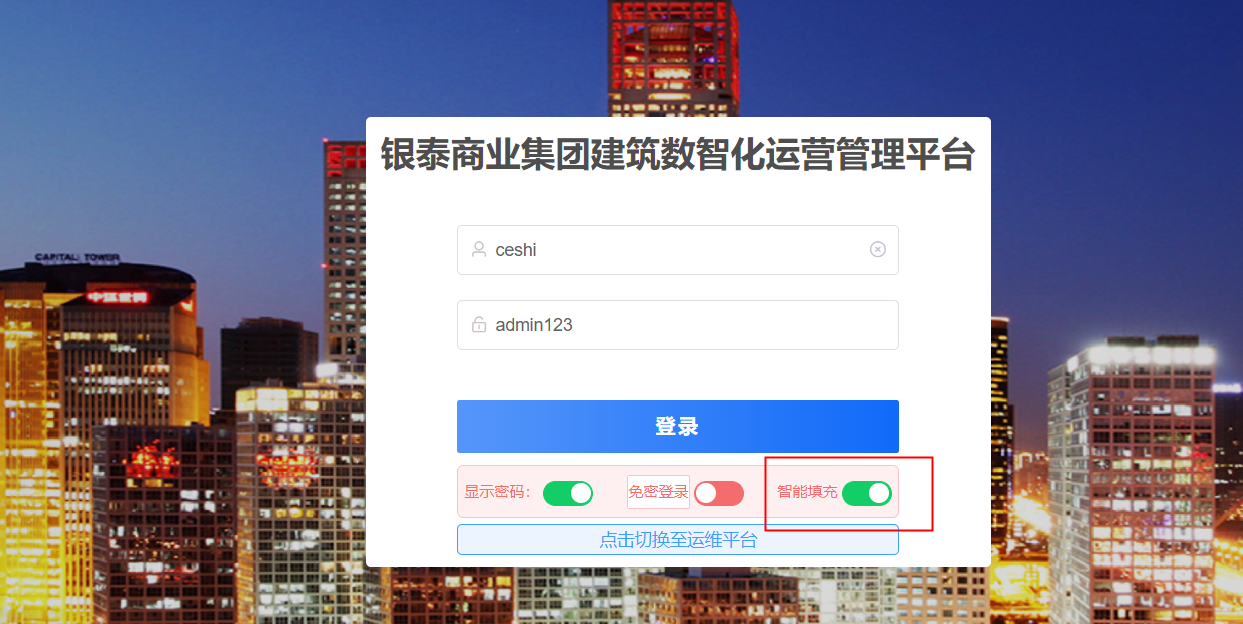 银泰商业集团建筑数智化运营管理平台
CAPITAL TOWER
中环世贸
ceshi
admin123
登录
显示密码： 免密登录 智能填充
点击切换至运维平台